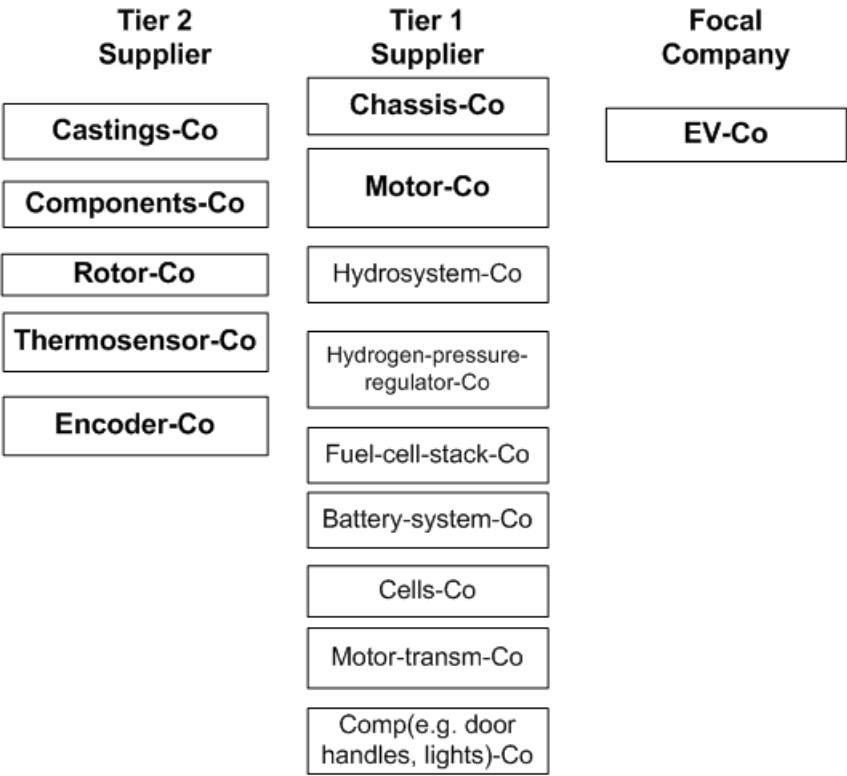 Tier 2
Supplier
Castings-Co
Components-Co
Rotor-Co
Thermosensor-Co
Encoder-Co
Tier 1
Supplier
Chassis-Co
Motor-Co
Hydrosystem-Co
Hydrogen-pressure-
regulator-Co
Fuel-cell-stack-Co
Battery-system-Co
Cells-Co
Motor-transm-Co
Comp(e.g. door
handles, lights)-Co
Focal
Company
EV-Co